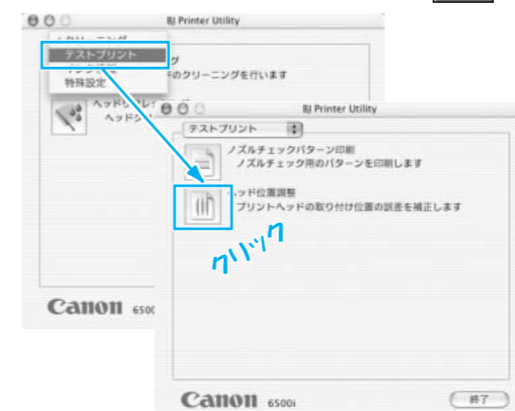 BJ Printer Utility
テストプリント
特殊設定
のクリーニングを行います
BJ Printer Utility
テストプリント
ノズルチェックパターン印刷
ノズルチェック用のパターンを印刷します
ヘッド位置調整
プリントヘッドの取り付け位置の誤差を補正します
クリック
Canon 650
Canon 6500i
終了